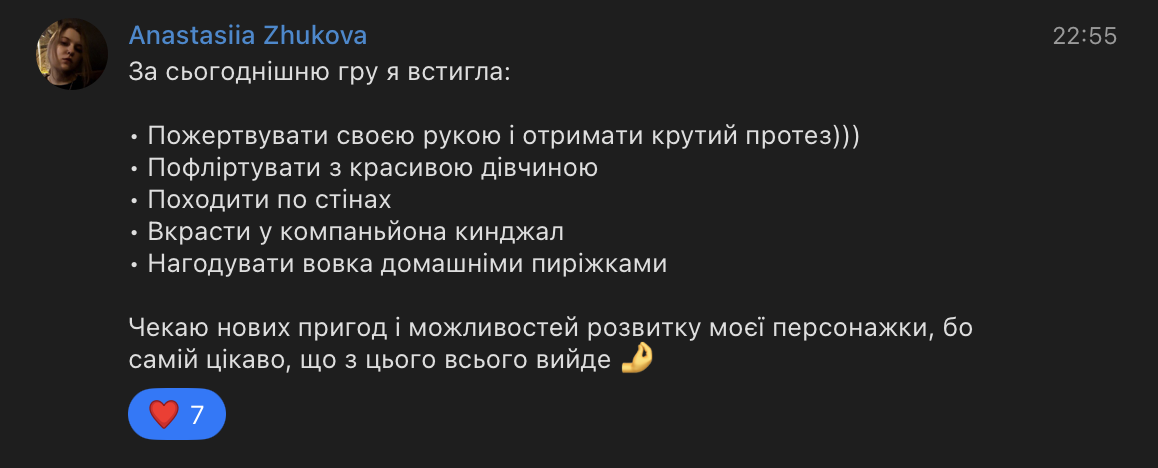 Anastasiia Zhukova 22:55
За сьогоднішню гру я встигла:
• Пожертвувати своєю рукою і отримати крутий протез)))
• Пофліртувати з красивою дівчиною
• Походити по стінах
• Вкрасти у компаньйона кинджал
• Нагодувати вовка домашніми пиріжками
Чекаю нових пригод і можливостей розвитку моєї персонажки, бо
самій цікаво, що з цього всього вийде 🤌
❤️ 7